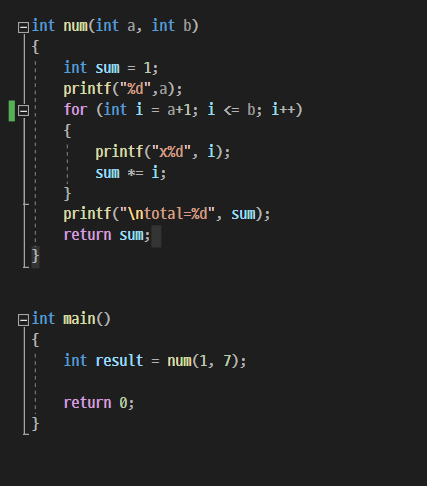 int num(int a, int b)
{
int sum = 1;
printf("%d",a);
for (int i = a+1; i <= b; i++)
{
printf("x%d", i);
sum *= i;
}
printf("\ntotal=%d", sum);
return sum;
}
int main()
{
int result = num(1, 7);
return 0;
}